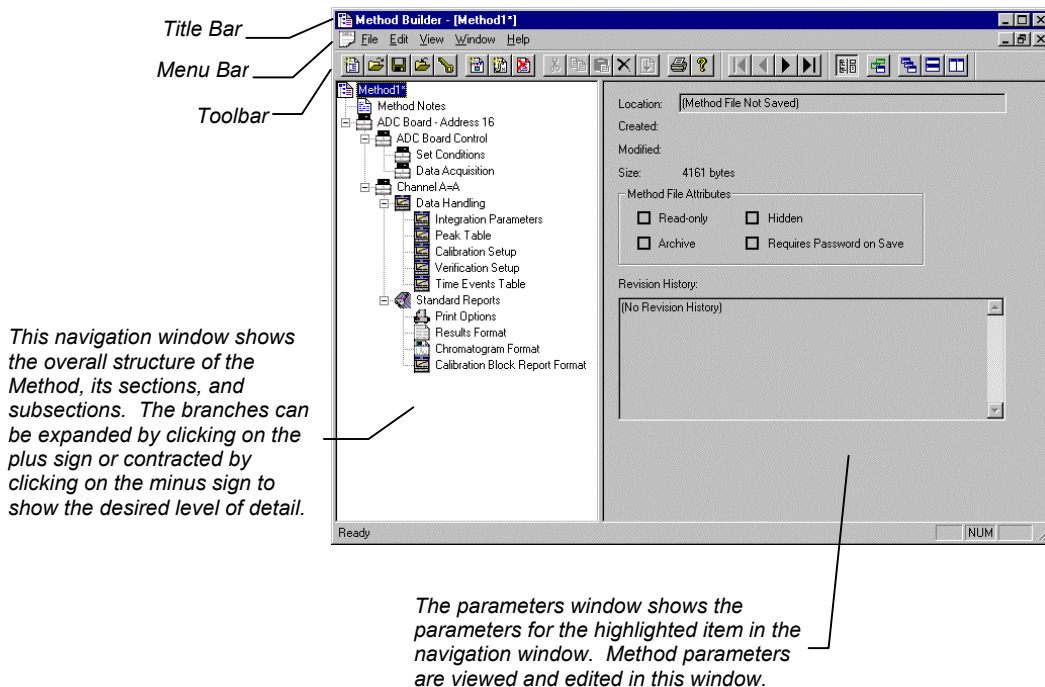 Title Bar
Menu Bar
Toolbar
This navigation window shows
the overall structure of the
Method, its sections, and
subsections. The branches can
be expanded by clicking on the
plus sign or contracted by
clicking on the minus sign to
show the desired level of detail.
Method Builder - [Method1*]
File Edit View Window Help
Method1*
Method Notes
ADC Board - Address 16
ADC Board Control
Set Conditions
Data Acquisition
Channel A=A
Data Handling
Integration Parameters
Peak Table
Calibration Setup
Verification Setup
Time Events Table
Standard Reports
Print Options
Results Format
Chromatogram Format
Calibration Block Report Format
Location: (Method File Not Saved)
Created:
Modified:
Size: 4161 bytes
Method File Attributes
Read-only Hidden
Archive Requires Password on Save
Revision History:
(No Revision History)
Ready NUM
The parameters window shows the
parameters for the highlighted item in the
navigation window. Method parameters
are viewed and edited in this window.